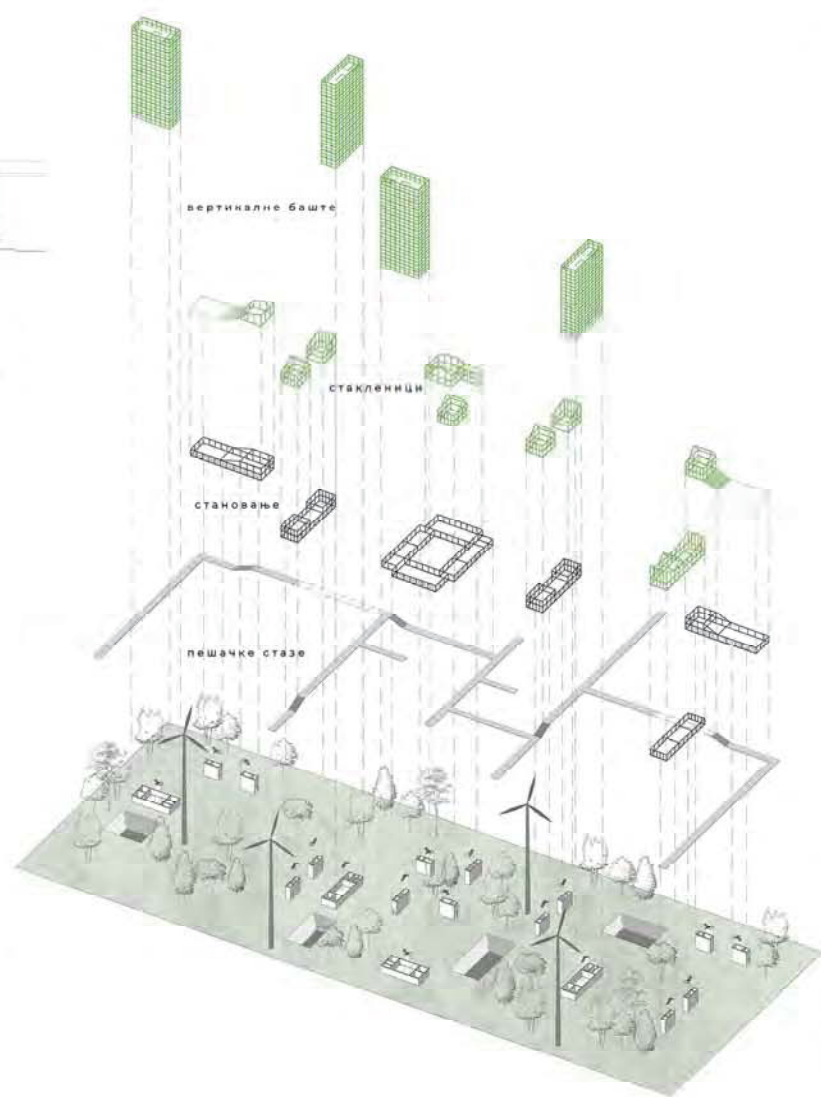 вертикалне баште
стакленици
становање
пешачке стазе